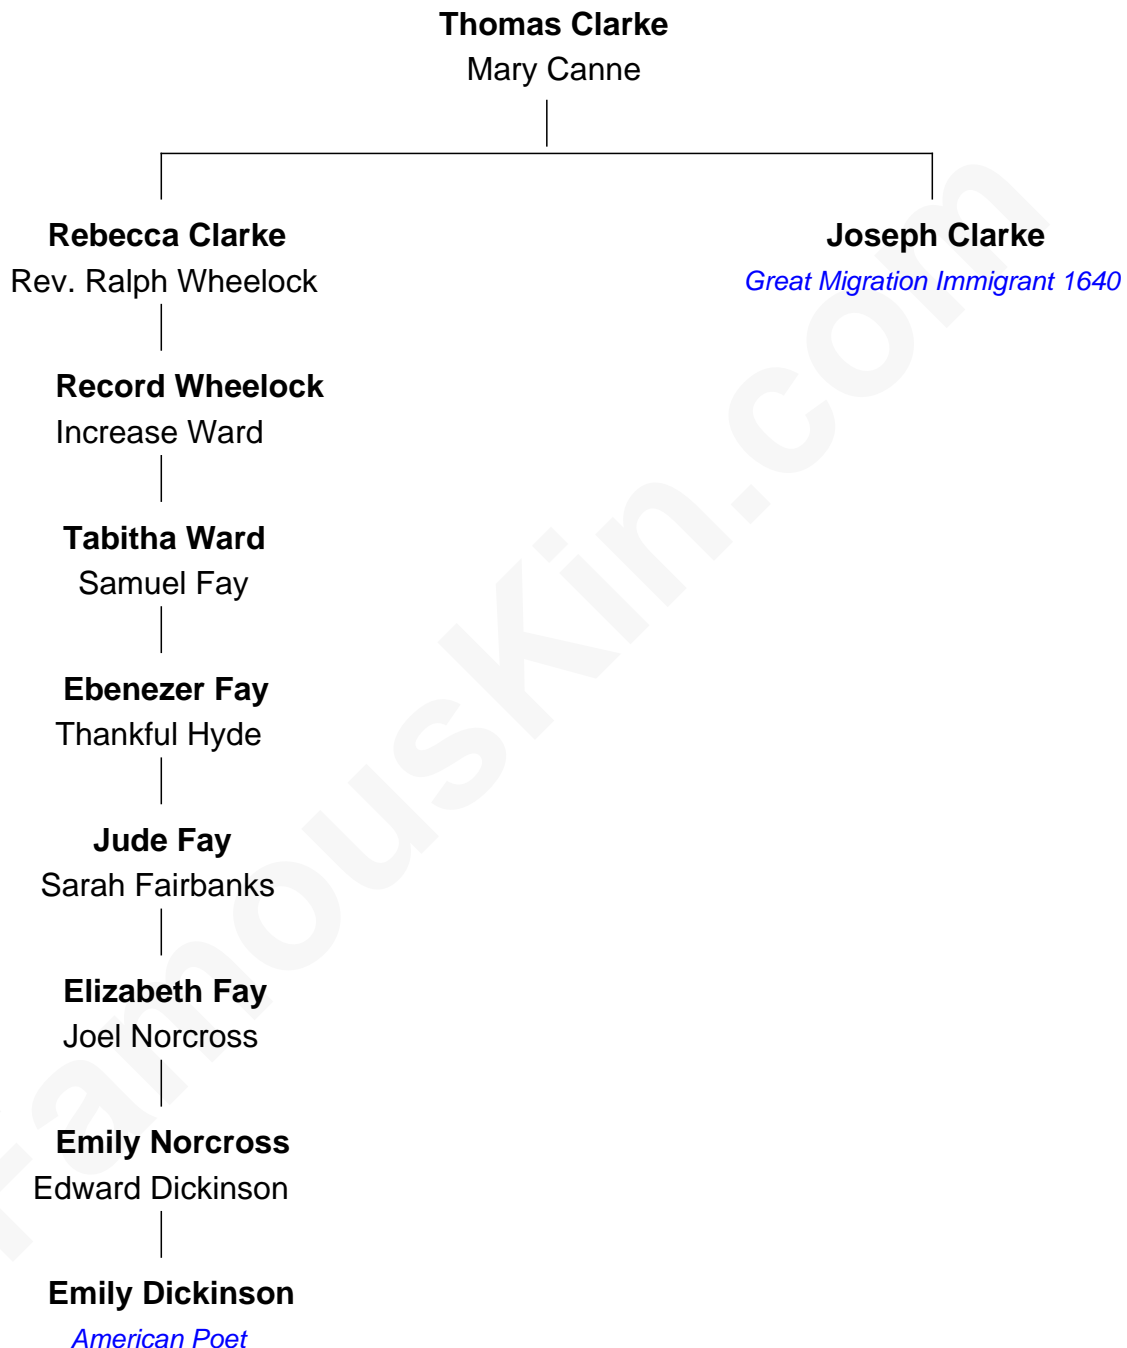 Thomas Clarke
Mary Canne
Rebecca Clarke
Rev. Ralph Wheelock
Joseph Clarke
Great Migration Immigrant 1640
Record Wheelock
Increase Ward
Tabitha Ward
Samuel Fay
Ebenezer Fay
Thankful Hyde
Jude Fay
Sarah Fairbanks
Elizabeth Fay
Joel Norcross
Emily Norcross
Edward Dickinson
Emily Dickinson
American Poet
FamousKin.com